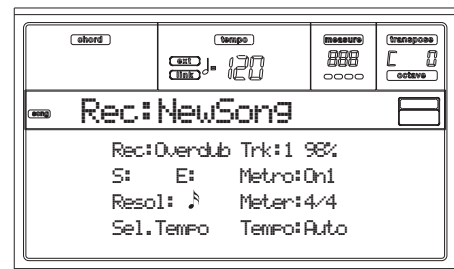 chord tempo measure transpose
ext link ♩= 120 888 C 0
octave
song Rec:NewSong
Rec:Overdub Trk:1 98%
S: E: Metro:On1
Resol: ♪ Meter:4/4
Sel.Tempo Tempo:Auto